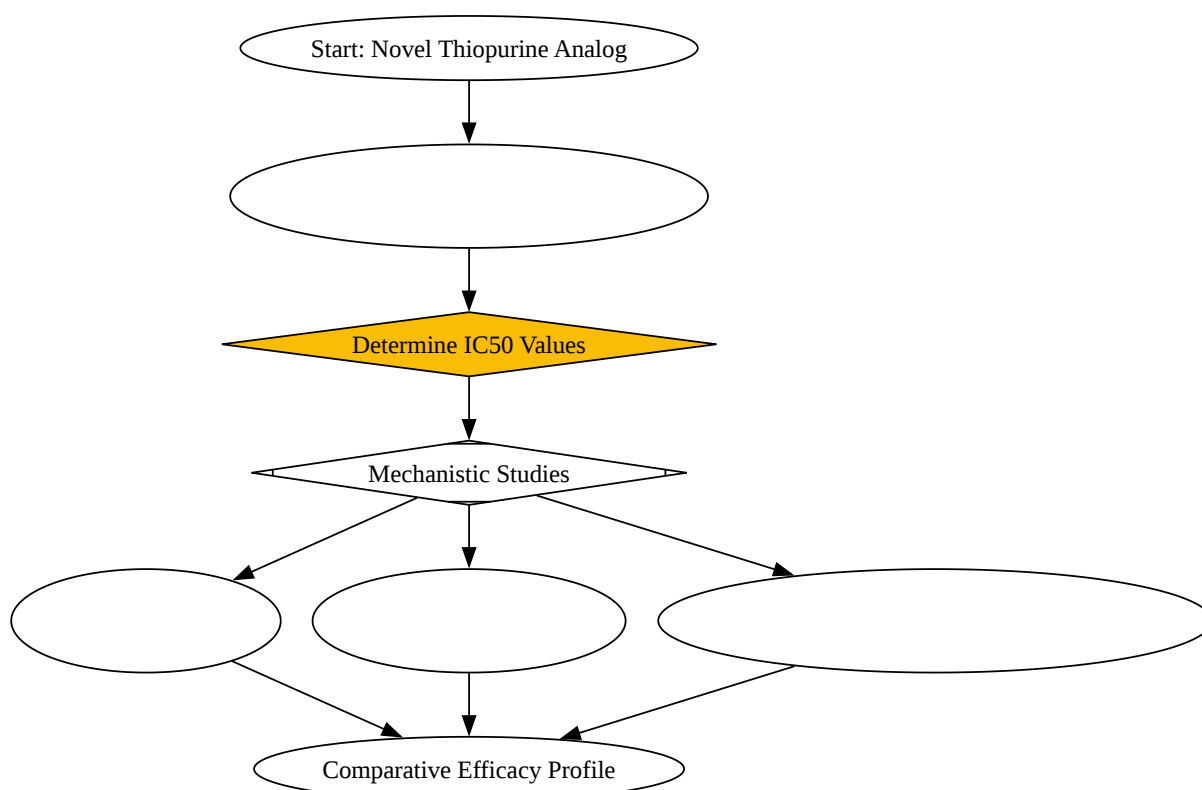 Start: Novel Thiopurine Analog
Determine IC50 Values
Mechanistic Studies
Comparative Efficacy Profile